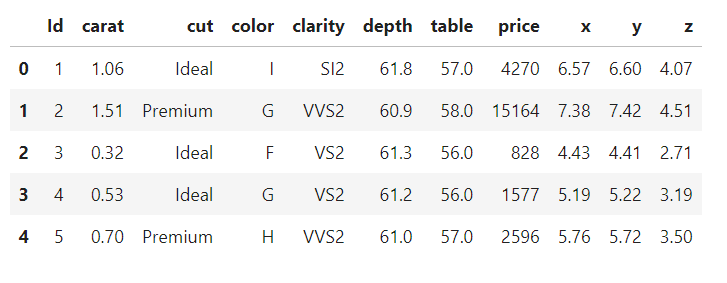 Id carat cut color clarity depth table price x y z
0 1 1.06 Ideal I SI2 61.8 57.0 4270 6.57 6.60 4.07
1 2 1.51 Premium G VVS2 60.9 58.0 15164 7.38 7.42 4.51
2 3 0.32 Ideal F VS2 61.3 56.0 828 4.43 4.41 2.71
3 4 0.53 Ideal G VS2 61.2 56.0 1577 5.19 5.22 3.19
4 5 0.70 Premium H VVS2 61.0 57.0 2596 5.76 5.72 3.50